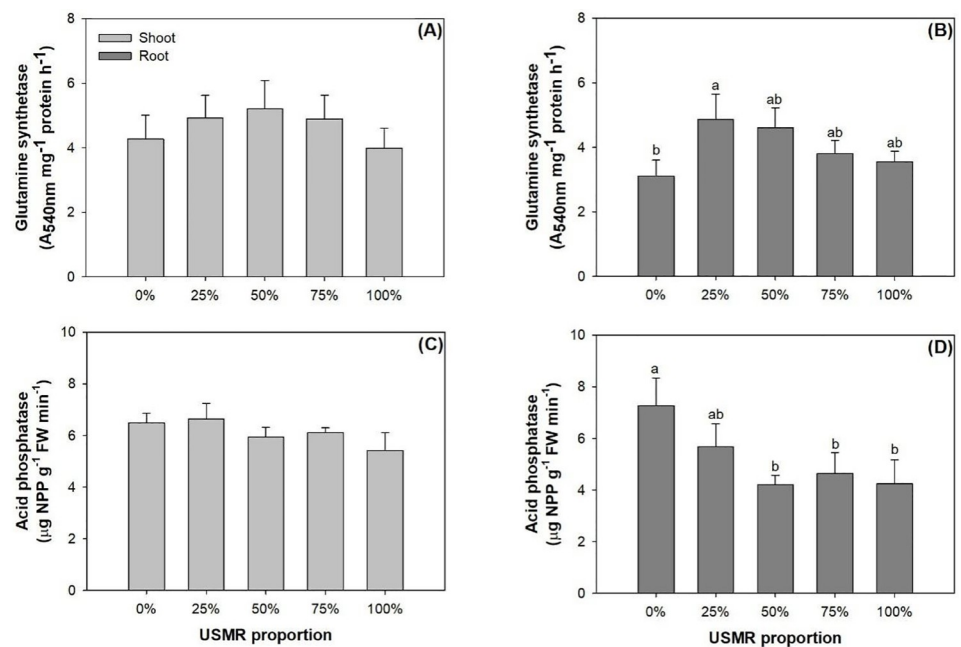 (A)
Shoot
Root
Glutamine synthetase
(A540nm mg-1 protein h-1)
8
6
4
2
0
0% 25% 50% 75% 100%
(B)
Glutamine synthetase
(A540nm mg-1 protein h-1)
8
6
4
2
0
b a ab ab ab
0% 25% 50% 75% 100%
(C)
Acid phosphatase
(µg NPP g-1 FW min-1)
10
8
6
4
2
0
0% 25% 50% 75% 100%
USMR proportion
(D)
Acid phosphatase
(µg NPP g-1 FW min-1)
10
8
6
4
2
0
a ab b b b
0% 25% 50% 75% 100%
USMR proportion